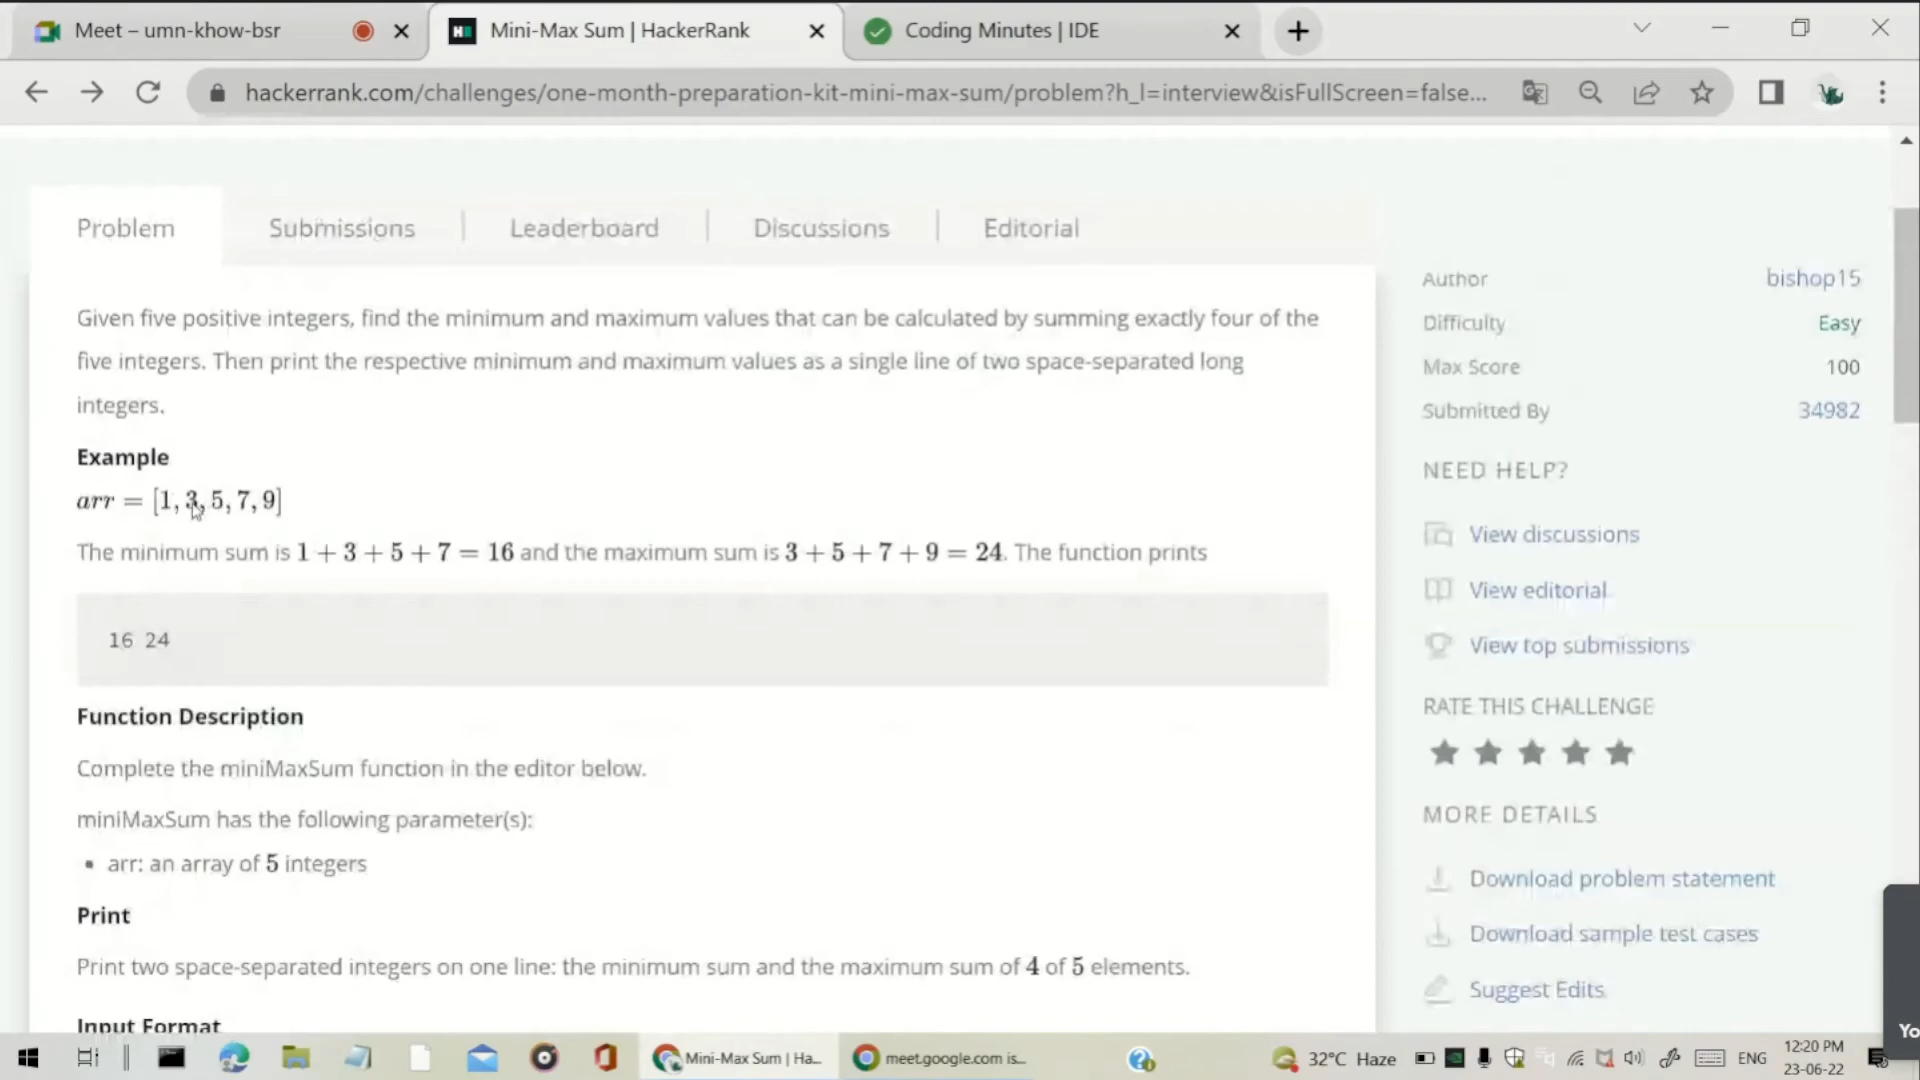 Meet – umn-khow-bsr
Mini-Max Sum | HackerRank
Coding Minutes | IDE
hackerrank.com/challenges/one-month-preparation-kit-mini-max-sum/problem?h_l=interview&isFullScreen=false...
Problem
Submissions
Leaderboard
Discussions
Editorial
Given five positive integers, find the minimum and maximum values that can be calculated by summing exactly four of the
five integers. Then print the respective minimum and maximum values as a single line of two space-separated long
integers.
Example
arr = [1, 3, 5, 7, 9]
The minimum sum is 1 + 3 + 5 + 7 = 16 and the maximum sum is 3 + 5 + 7 + 9 = 24. The function prints
16 24
Function Description
Complete the miniMaxSum function in the editor below.
miniMaxSum has the following parameter(s):
• arr: an array of 5 integers
Print
Print two space-separated integers on one line: the minimum sum and the maximum sum of 4 of 5 elements.
Input Format
Author bishop15
Difficulty Easy
Max Score 100
Submitted By 34982
NEED HELP?
View discussions
View editorial
View top submissions
RATE THIS CHALLENGE
MORE DETAILS
Download problem statement
Download sample test cases
Suggest Edits
Yo
Mini-Max Sum | Ha...
meet.google.com is...
32°C Haze
ENG
12:20 PM
23-06-22